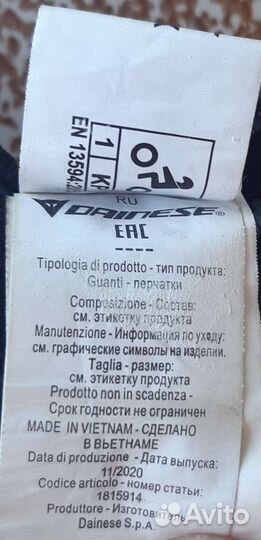 EN 13594:
1
RU
DAINESE®
EAC
----
Tipologia di prodotto - тип продукта:
Guanti - перчатки
Composizione - Состав:
см. этикетку продукта
Manutenzione - Информация по уходу:
см. графические символы на изделии.
Taglia - размер:
см. этикетку продукта
Prodotto non in scadenza -
Срок годности не ограничен
MADE IN VIETNAM - СДЕЛАНО
В ВЬЕТНАМЕ
Data di produzione - Дата выпуска:
11/2020
Codice articolo - номер статьи:
1815914
Produttore - Изготовитель
Dainese S.p.A.
Avito